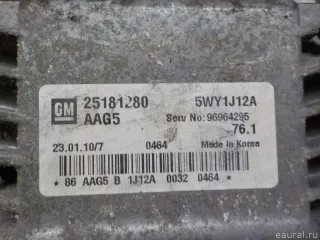 GM 25181280 5WY1J12A
AAG5 Serv No: 96964295
76.1
23.01.10/7 0464 Made in Korea
* 86 AAG5 B 1J12A 0032 0464 *
© eaural.ru